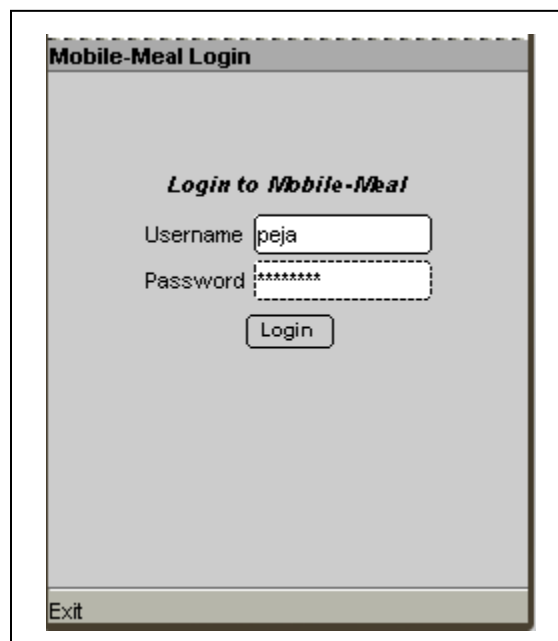 Mobile-Meal Login
Login to Mobile-Meal
Username peja
Password ********
Login
Exit